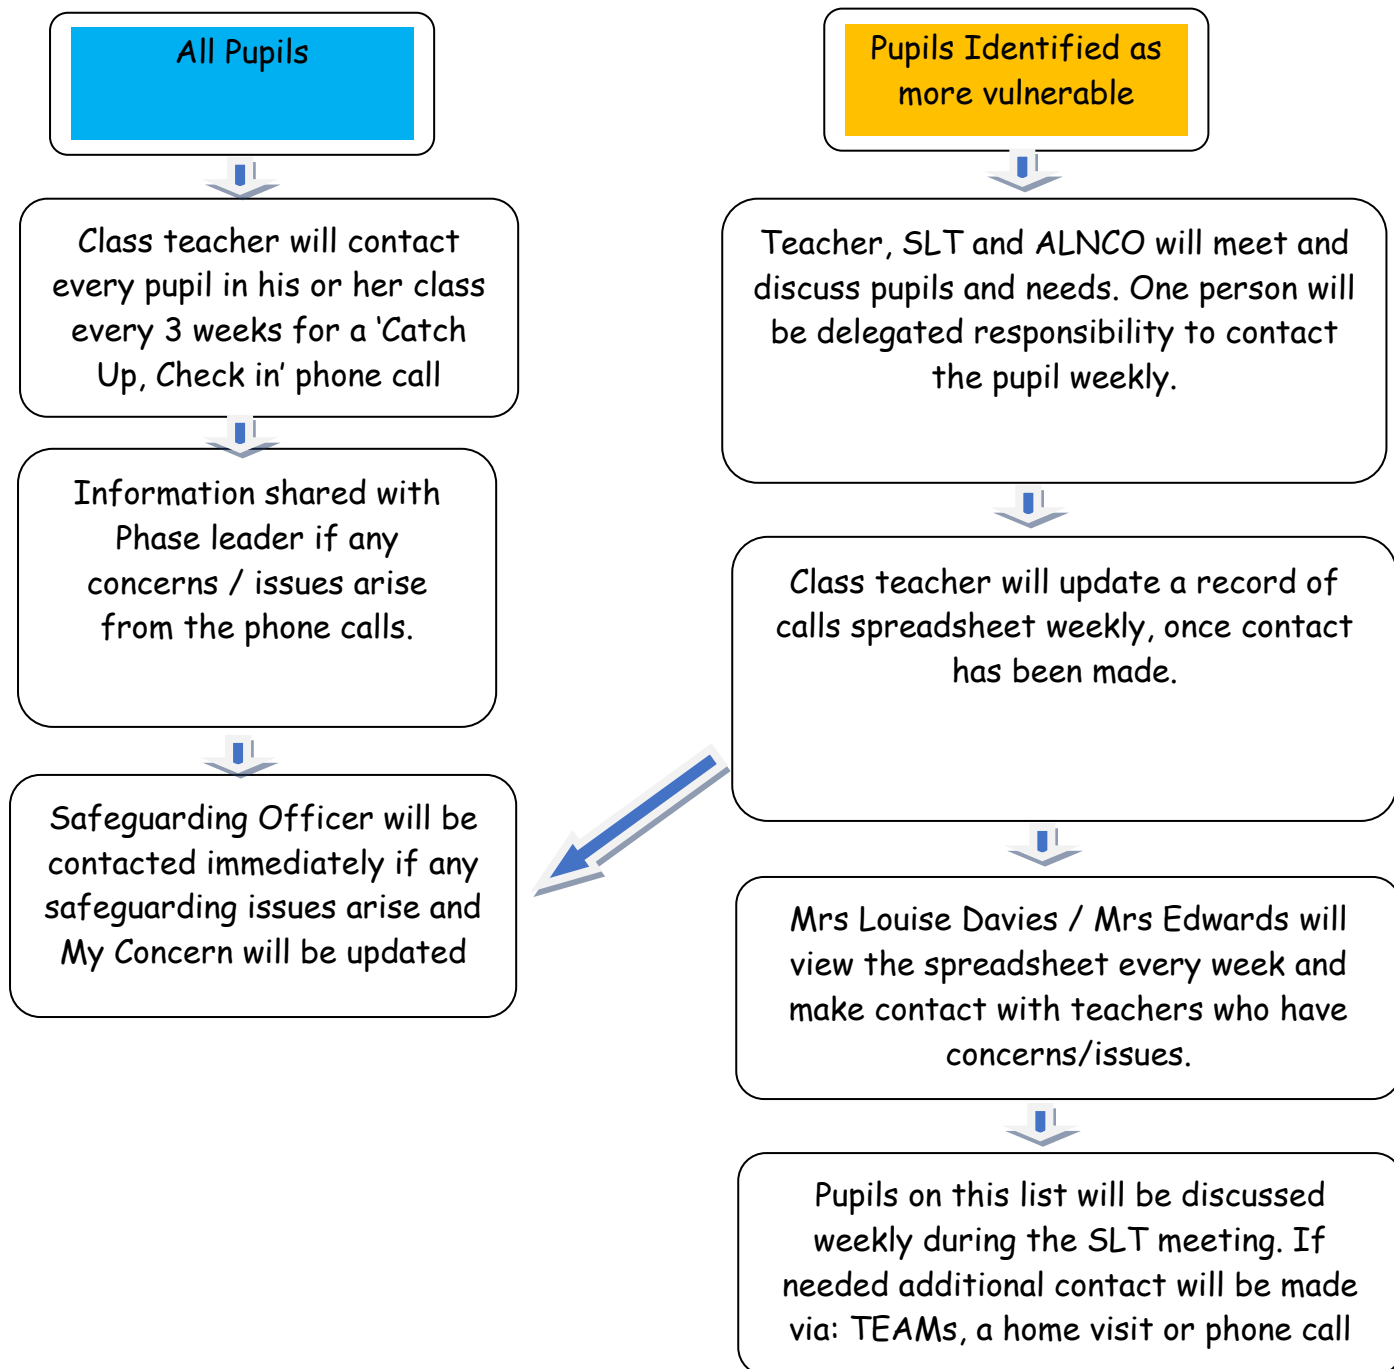 All Pupils
Class teacher will contact
every pupil in his or her class
every 3 weeks for a ‘Catch
Up, Check in’ phone call
Information shared with
Phase leader if any
concerns / issues arise
from the phone calls.
Safeguarding Officer will be
contacted immediately if any
safeguarding issues arise and
My Concern will be updated
Pupils Identified as
more vulnerable
Teacher, SLT and ALNCO will meet and
discuss pupils and needs. One person will
be delegated responsibility to contact
the pupil weekly.
Class teacher will update a record of
calls spreadsheet weekly, once contact
has been made.
Mrs Louise Davies / Mrs Edwards will
view the spreadsheet every week and
make contact with teachers who have
concerns/issues.
Pupils on this list will be discussed
weekly during the SLT meeting. If
needed additional contact will be made
via: TEAMs, a home visit or phone call